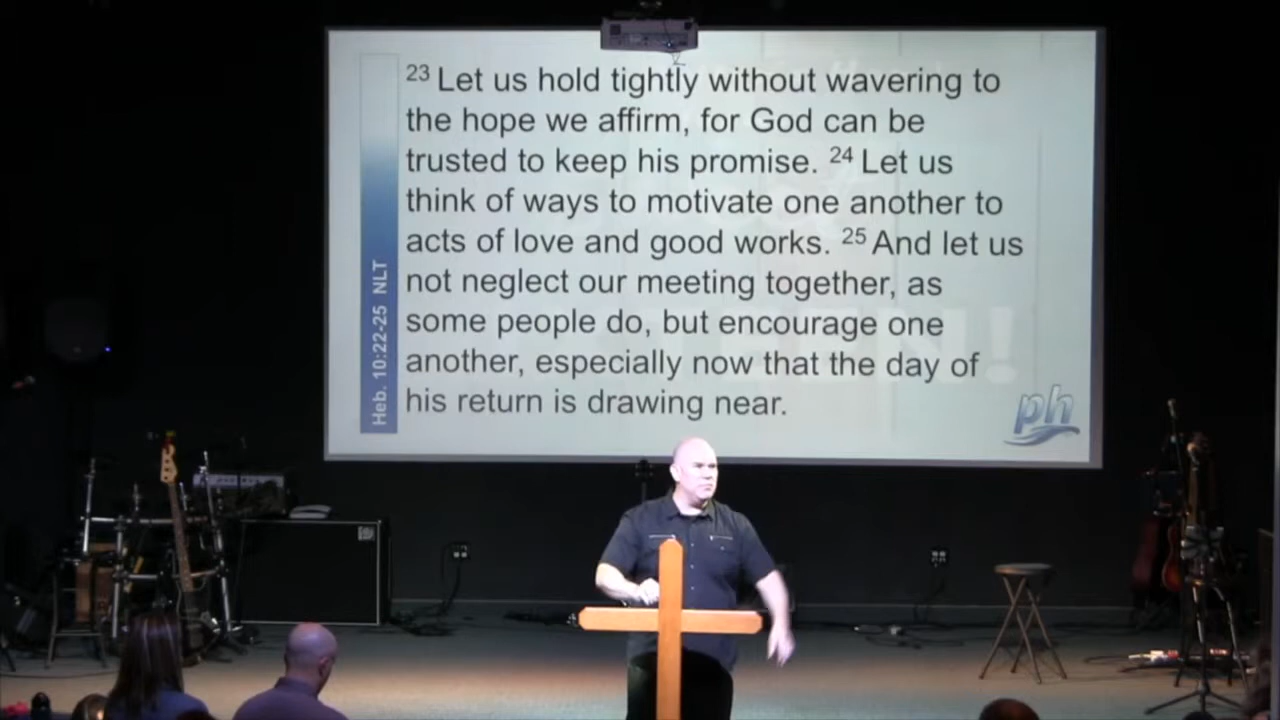 23 Let us hold tightly without wavering to
the hope we affirm, for God can be
trusted to keep his promise. 24 Let us
think of ways to motivate one another to
acts of love and good works. 25 And let us
not neglect our meeting together, as
some people do, but encourage one
another, especially now that the day of
his return is drawing near.
Heb. 10:22-25 NLT
ph